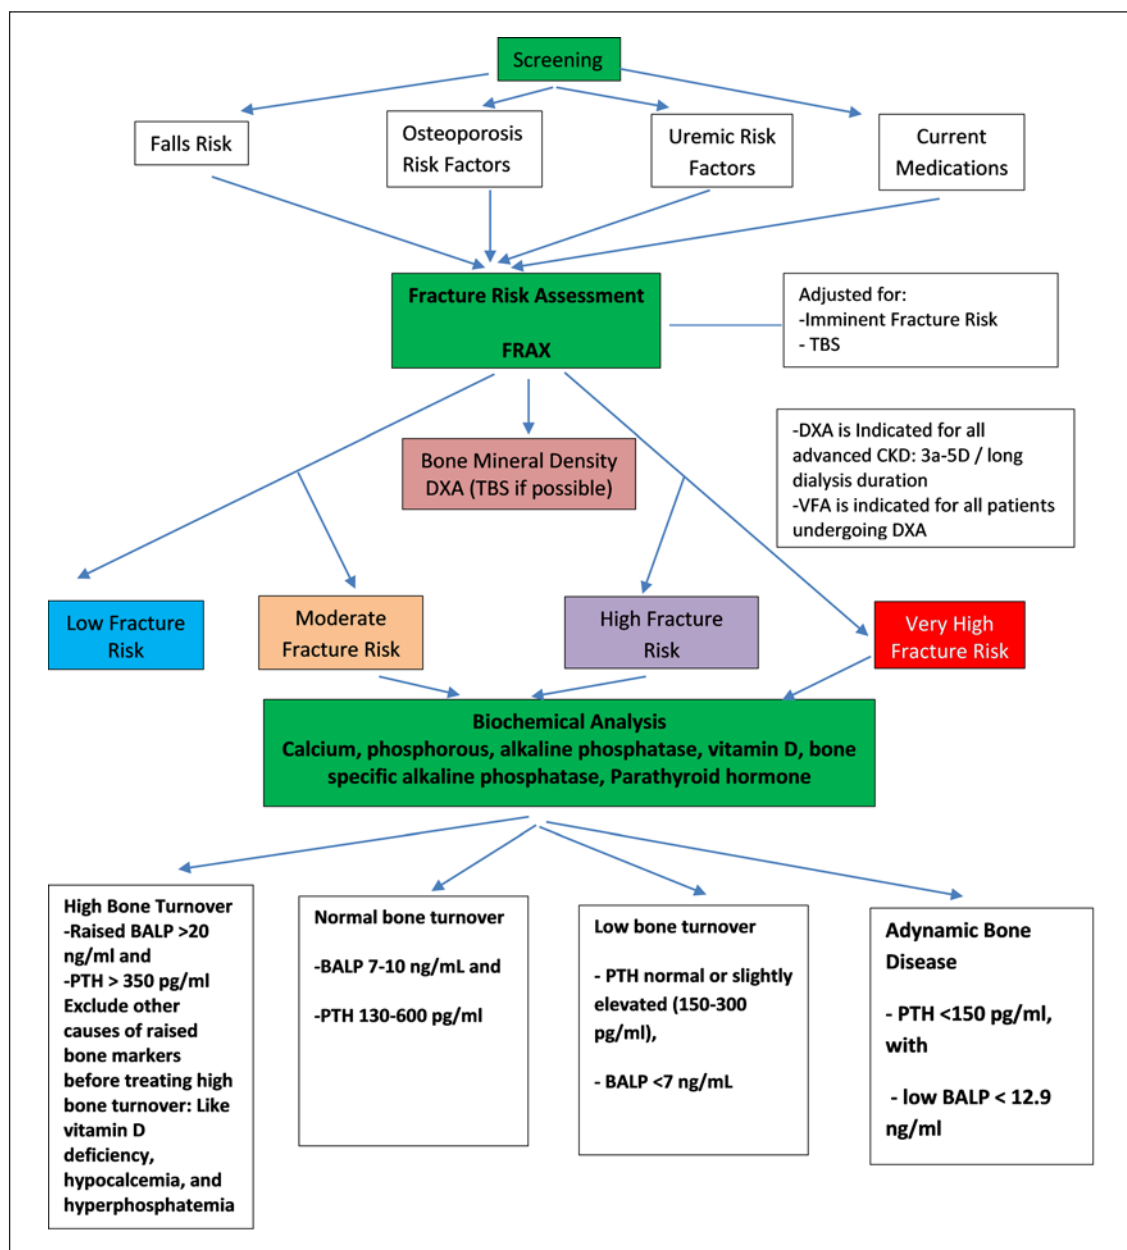 Screening
Falls Risk
Osteoporosis
Risk Factors
Uremic Risk
Factors
Current
Medications
Fracture Risk Assessment
FRAX
Adjusted for:
-Imminent Fracture Risk
- TBS
Bone Mineral Density
DXA (TBS if possible)
-DXA is Indicated for all
advanced CKD: 3a-5D / long
dialysis duration
-VFA is indicated for all patients
undergoing DXA
Low Fracture
Risk
Moderate
Fracture Risk
High Fracture
Risk
Very High
Fracture Risk
Biochemical Analysis
Calcium, phosphorous, alkaline phosphatase, vitamin D, bone
specific alkaline phosphatase, Parathyroid hormone
High Bone Turnover
-Raised BALP >20
ng/ml and
-PTH > 350 pg/ml
Exclude other
causes of raised
bone markers
before treating high
bone turnover: Like
vitamin D
deficiency,
hypocalcemia, and
hyperphosphatemia
Normal bone turnover
-BALP 7-10 ng/mL and
-PTH 130-600 pg/ml
Low bone turnover
- PTH normal or slightly
elevated (150-300
pg/ml),
- BALP <7 ng/mL
Adynamic Bone
Disease
- PTH <150 pg/ml,
with
- low BALP < 12.9
ng/ml